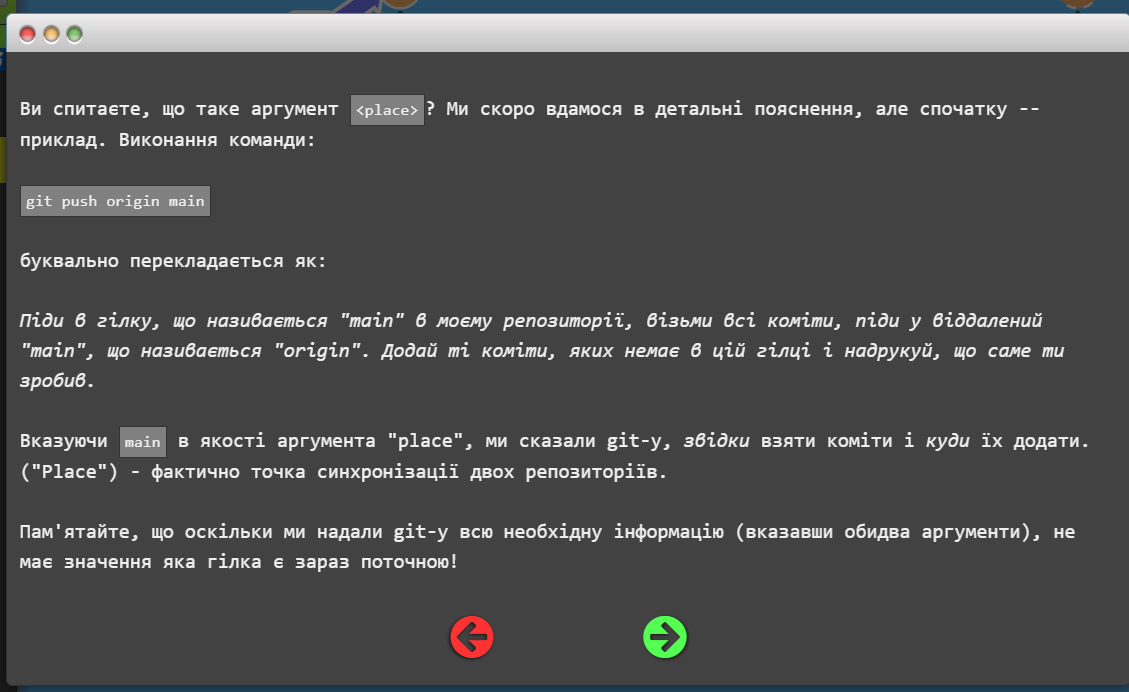 Ви спитаєте, що таке аргумент <place>? Ми скоро вдамося в детальні пояснення, але спочатку --
приклад. Виконання команди:
git push origin main
буквально перекладається як:
Піди в гілку, що називається "main" в моєму репозиторії, візьми всі коміти, піди у віддалений
"main", що називається "origin". Додай ті коміти, яких немає в цій гілці і надрукуй, що саме ти
зробив.
Вказуючи main в якості аргумента "place", ми сказали git-у, звідки взяти коміти і куди їх додати.
("Place") - фактично точка синхронізації двох репозиторіїв.
Пам'ятайте, що оскільки ми надали git-у всю необхідну інформацію (вказавши обидва аргументи), не
має значення яка гілка є зараз поточною!